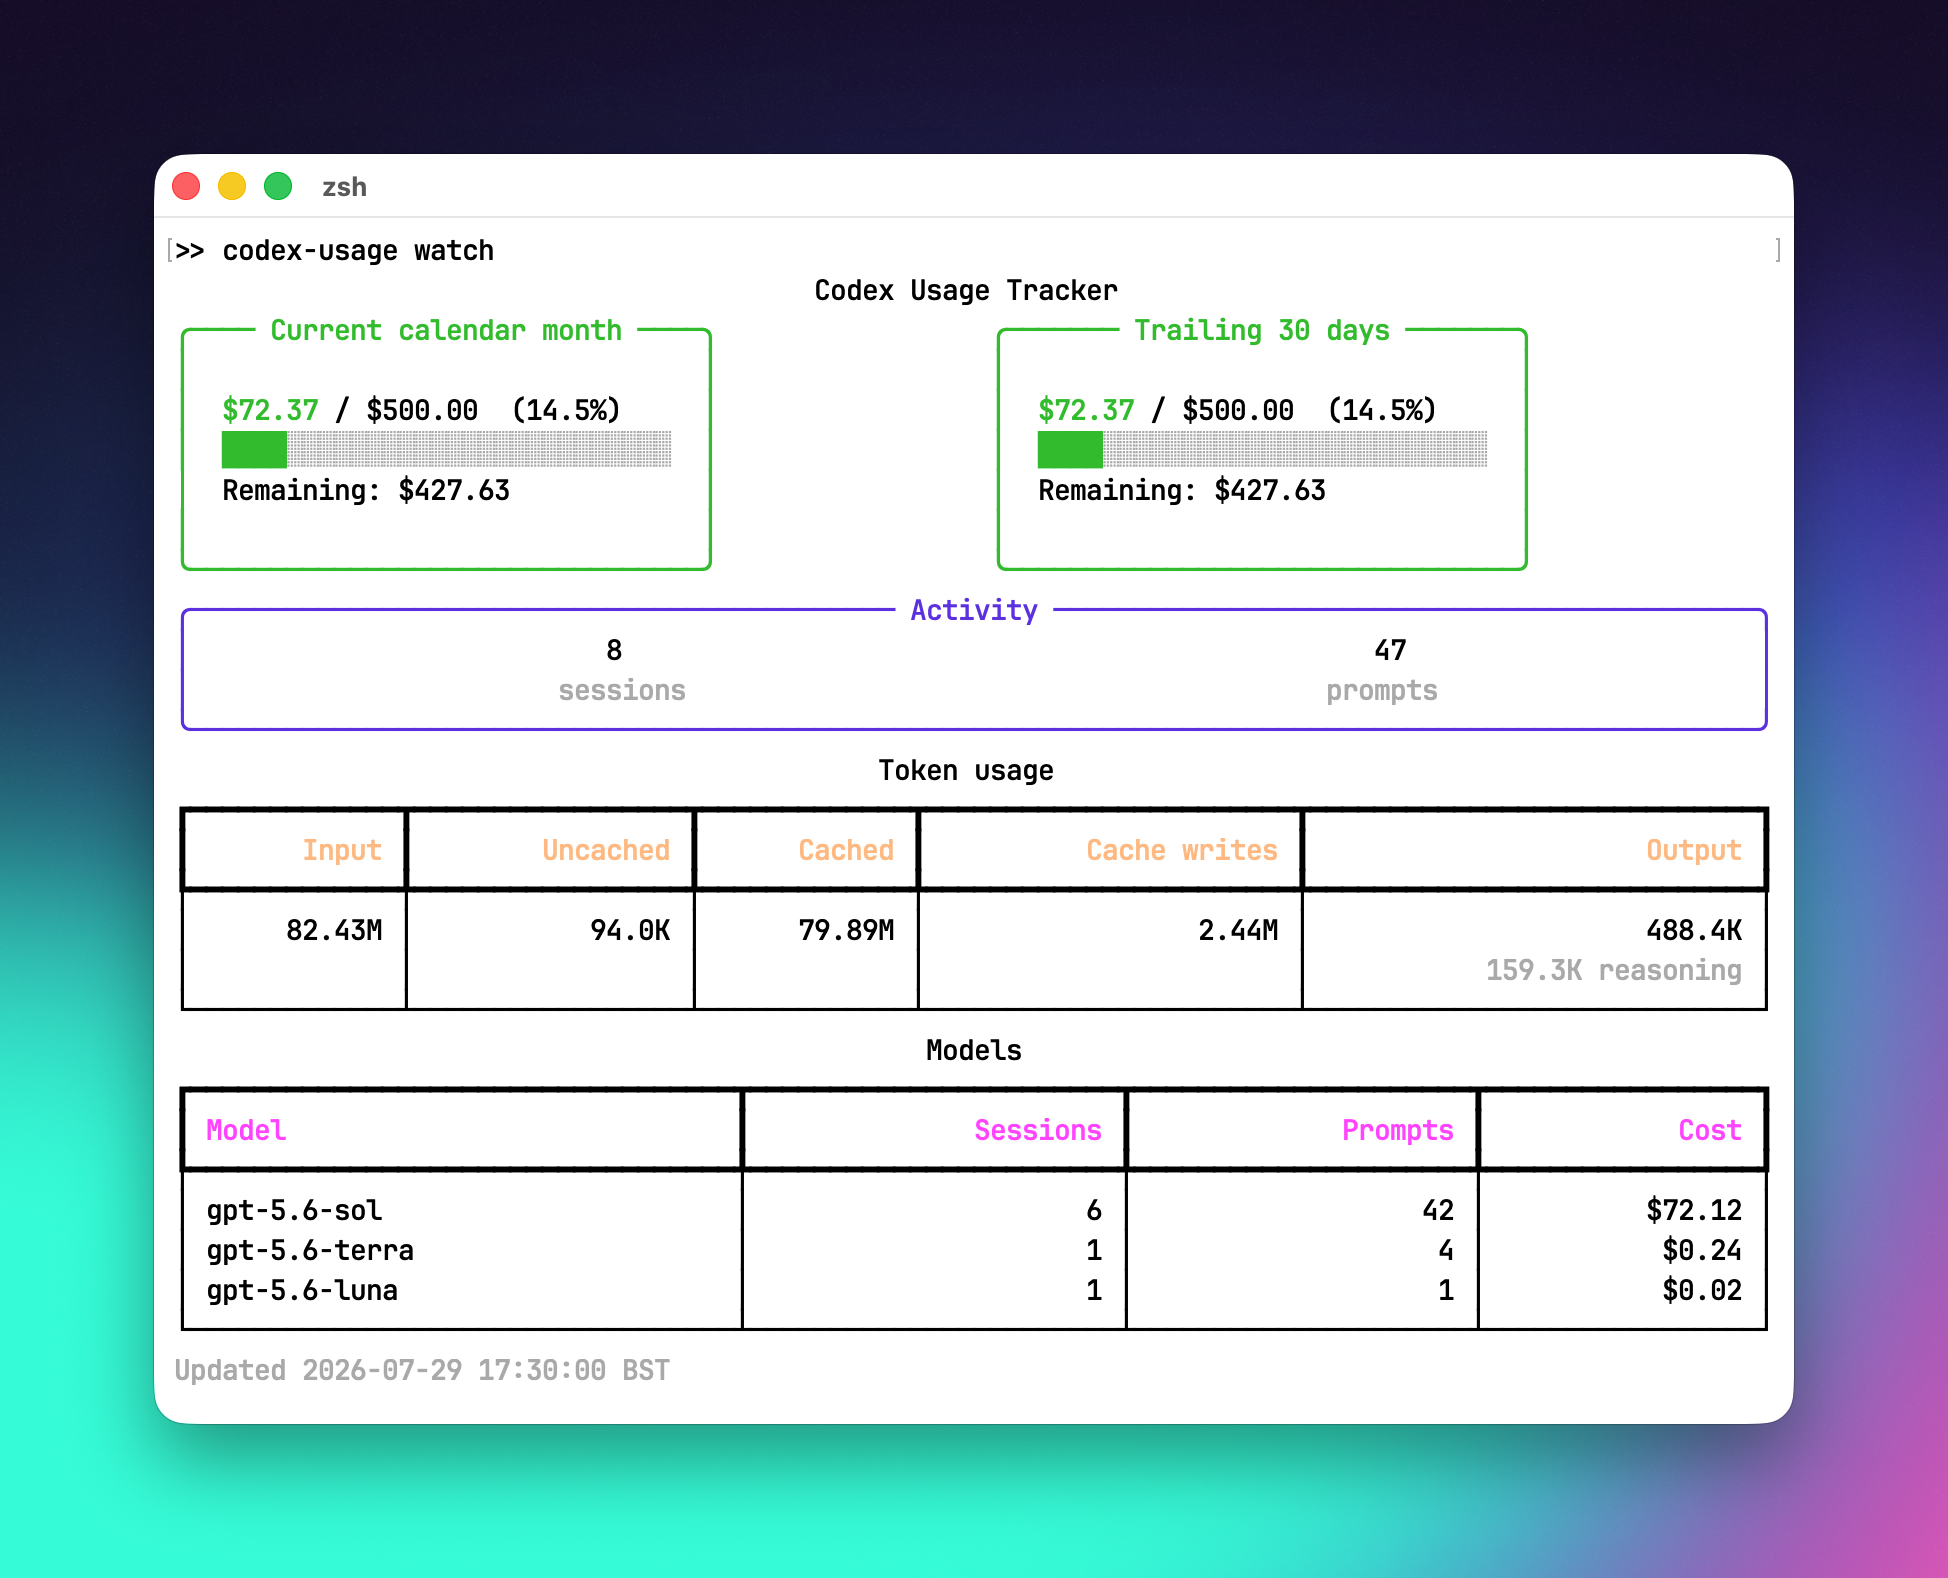 zsh
[>> codex-usage watch ]
Codex Usage Tracker
Current calendar month
$72.37 / $500.00 (14.5%)
Remaining: $427.63
Trailing 30 days
$72.37 / $500.00 (14.5%)
Remaining: $427.63
Activity
8 47
sessions prompts
Token usage
Input Uncached Cached Cache writes Output
82.43M 94.0K 79.89M 2.44M 488.4K
159.3K reasoning
Models
Model Sessions Prompts Cost
gpt-5.6-sol 6 42 $72.12
gpt-5.6-terra 1 4 $0.24
gpt-5.6-luna 1 1 $0.02
Updated 2026-07-29 17:30:00 BST